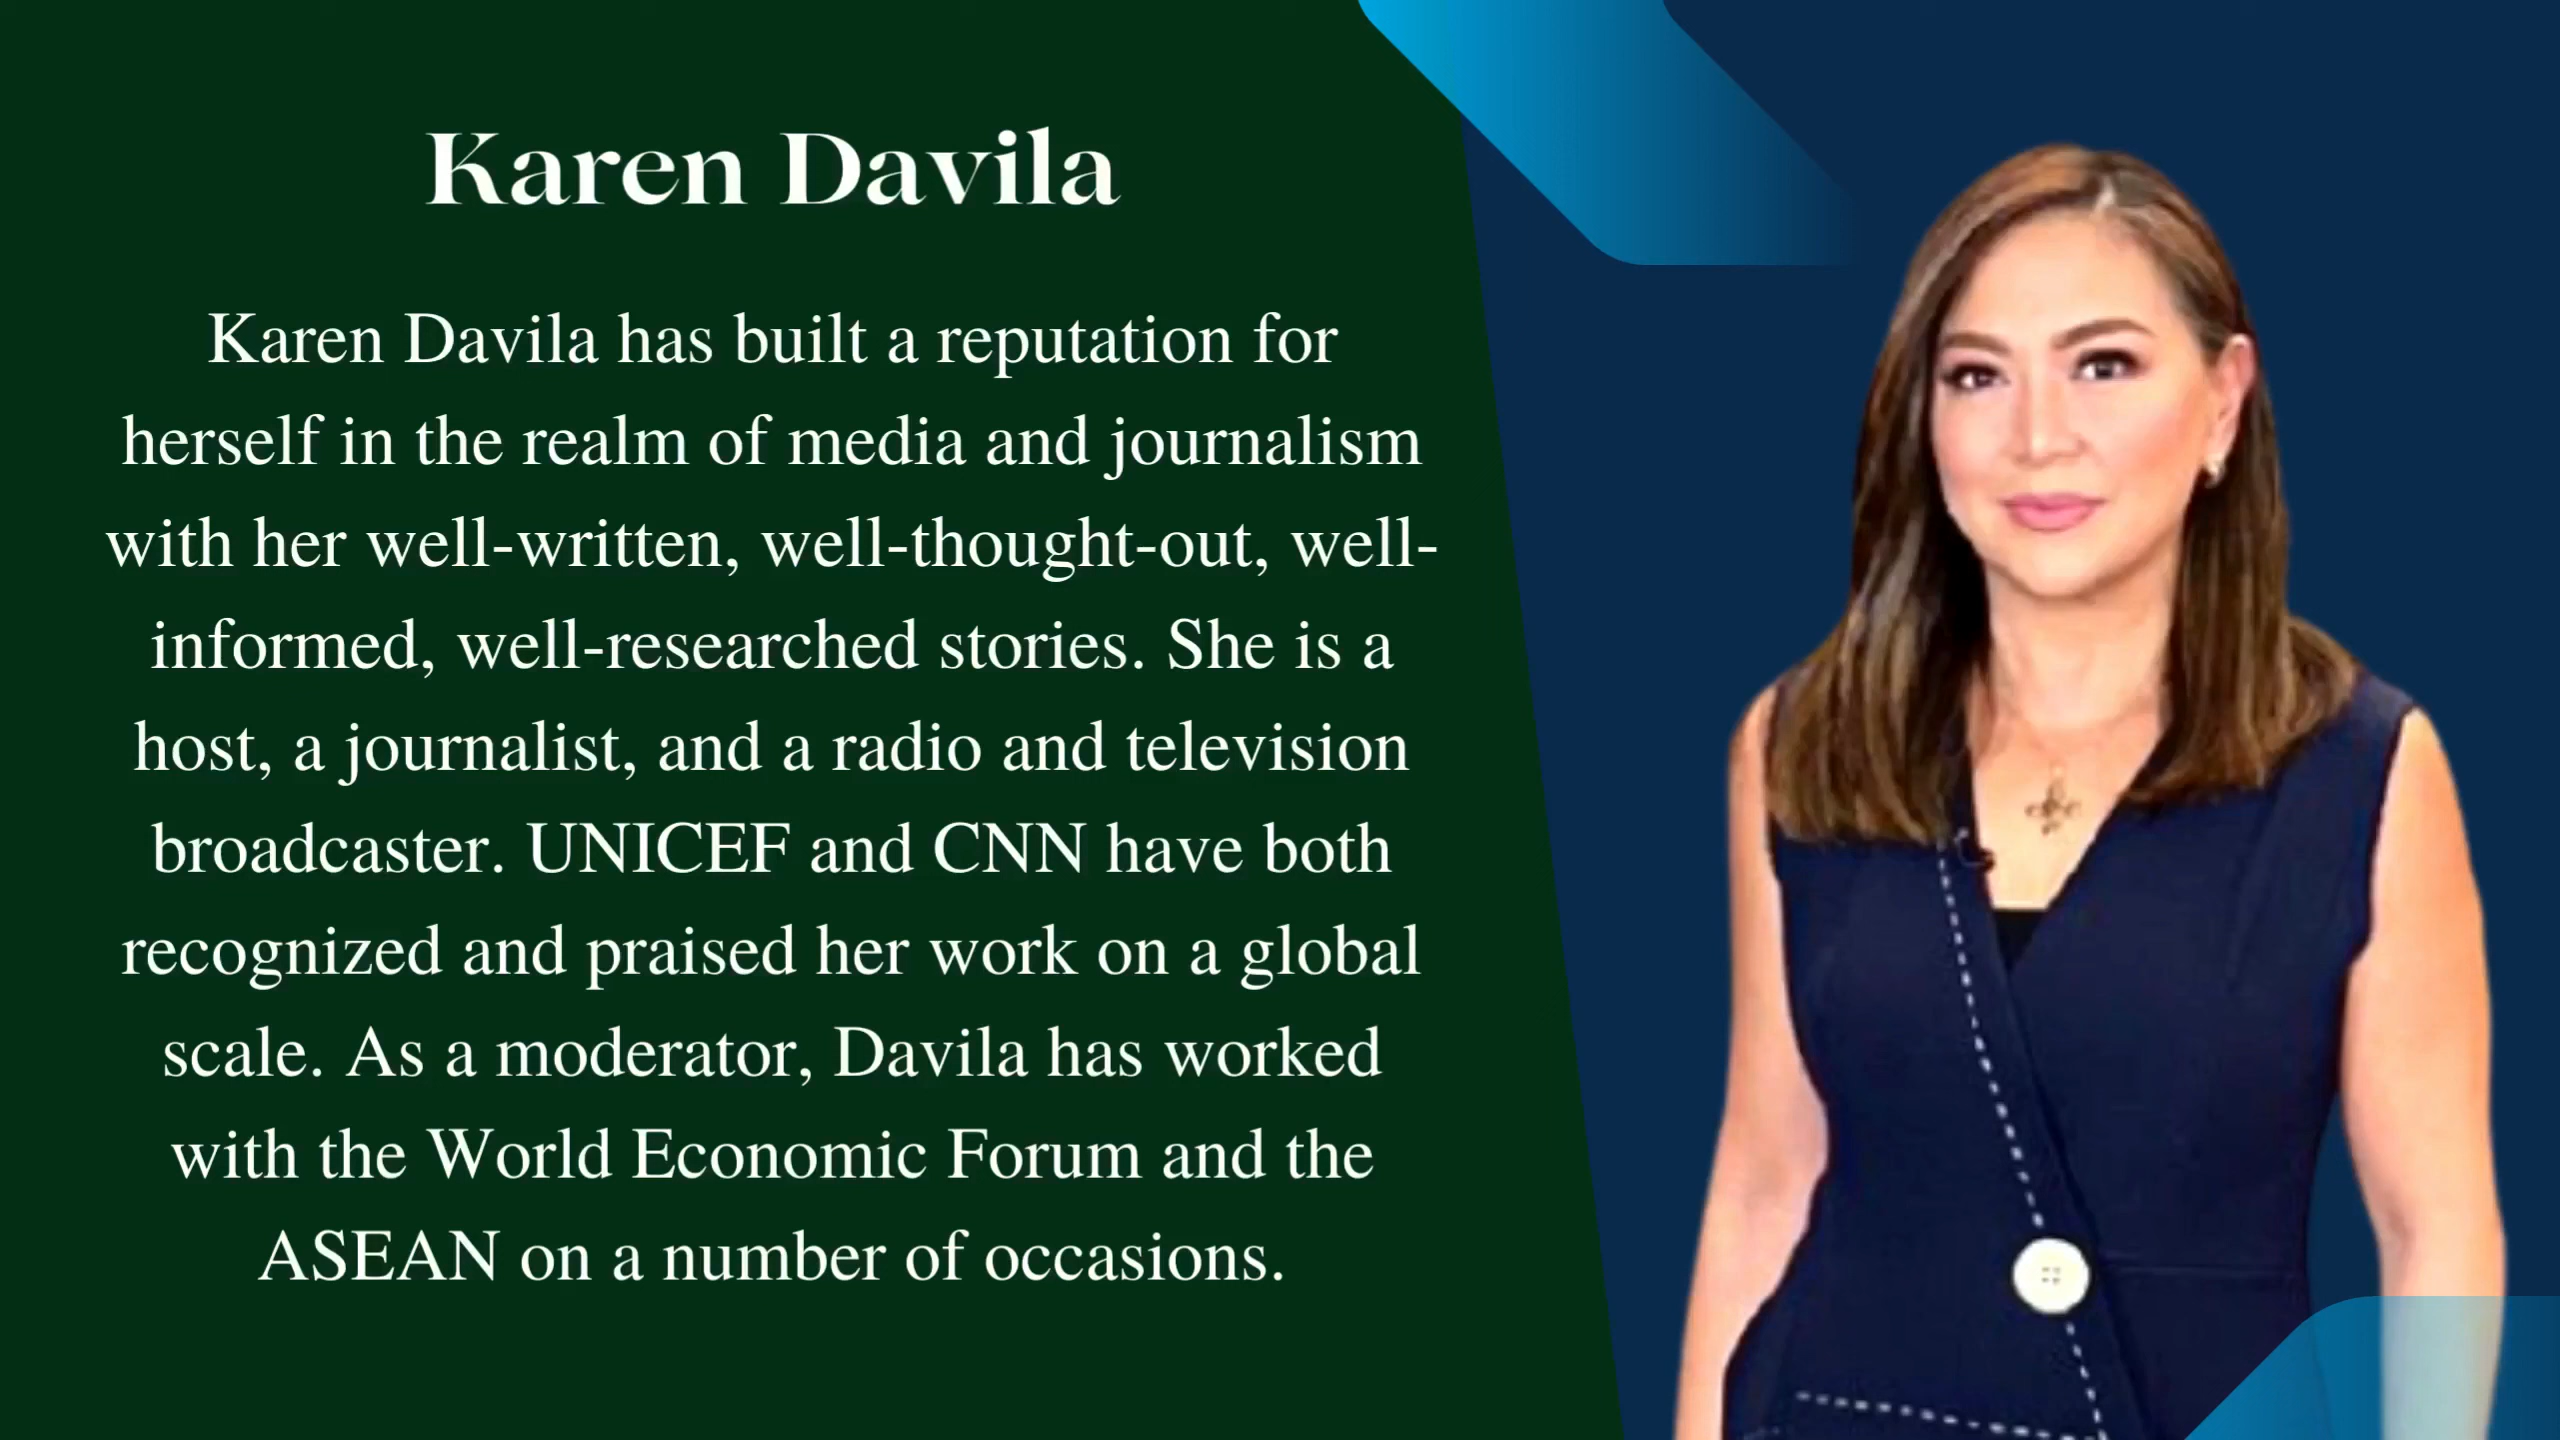 Karen Davila
Karen Davila has built a reputation for
herself in the realm of media and journalism
with her well-written, well-thought-out, well-
informed, well-researched stories. She is a
host, a journalist, and a radio and television
broadcaster. UNICEF and CNN have both
recognized and praised her work on a global
scale. As a moderator, Davila has worked
with the World Economic Forum and the
ASEAN on a number of occasions.